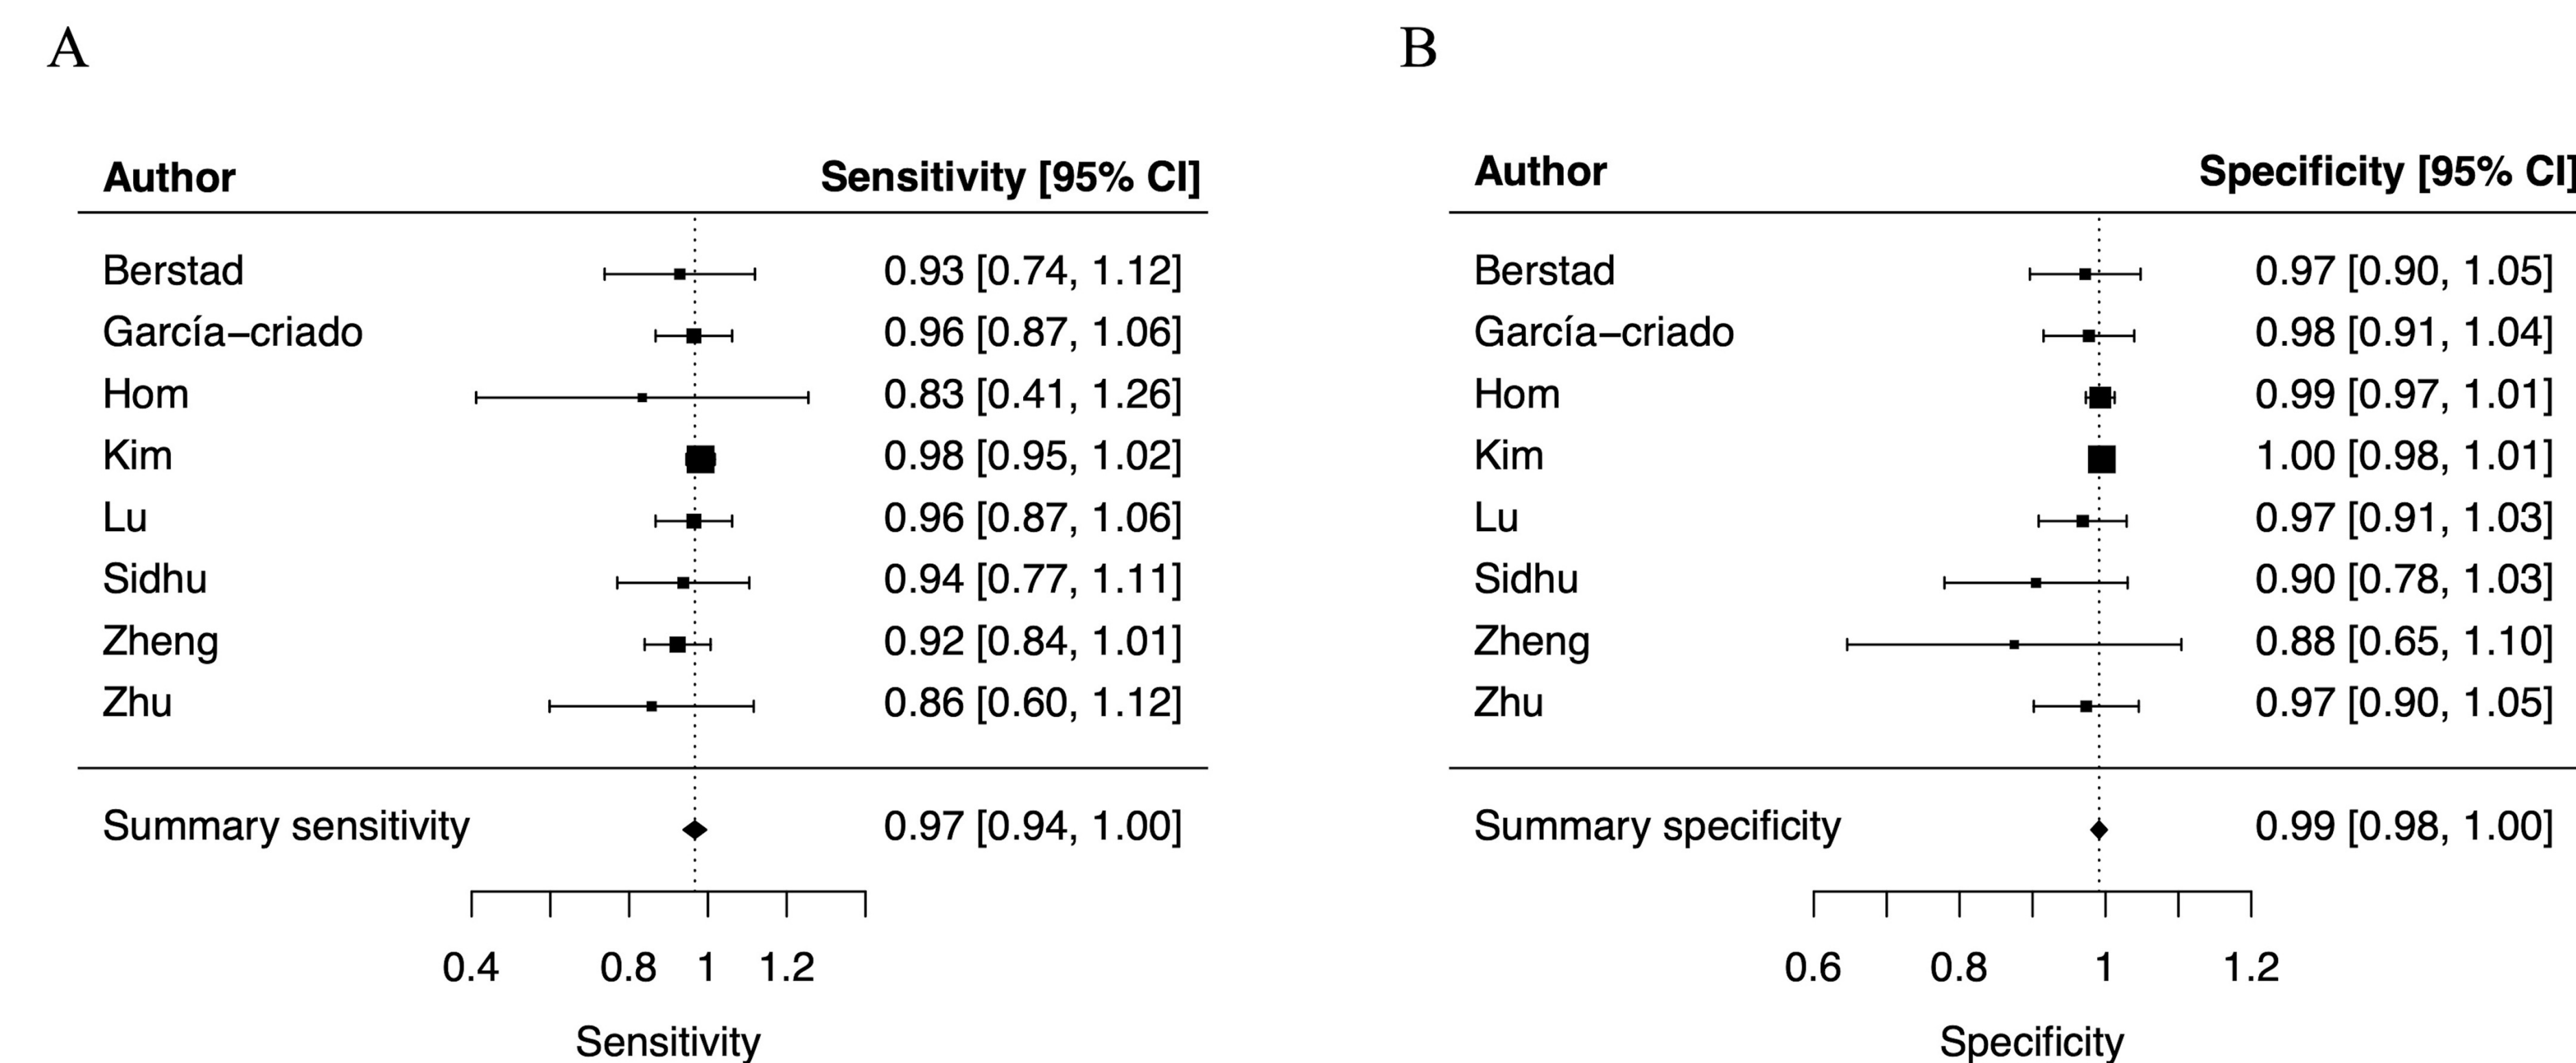 A
Author Sensitivity [95% CI]
Berstad 0.93 [0.74, 1.12]
García–criado 0.96 [0.87, 1.06]
Hom 0.83 [0.41, 1.26]
Kim 0.98 [0.95, 1.02]
Lu 0.96 [0.87, 1.06]
Sidhu 0.94 [0.77, 1.11]
Zheng 0.92 [0.84, 1.01]
Zhu 0.86 [0.60, 1.12]
Summary sensitivity 0.97 [0.94, 1.00]
0.4 0.8 1 1.2
Sensitivity
B
Author Specificity [95% CI]
Berstad 0.97 [0.90, 1.05]
García–criado 0.98 [0.91, 1.04]
Hom 0.99 [0.97, 1.01]
Kim 1.00 [0.98, 1.01]
Lu 0.97 [0.91, 1.03]
Sidhu 0.90 [0.78, 1.03]
Zheng 0.88 [0.65, 1.10]
Zhu 0.97 [0.90, 1.05]
Summary specificity 0.99 [0.98, 1.00]
0.6 0.8 1 1.2
Specificity